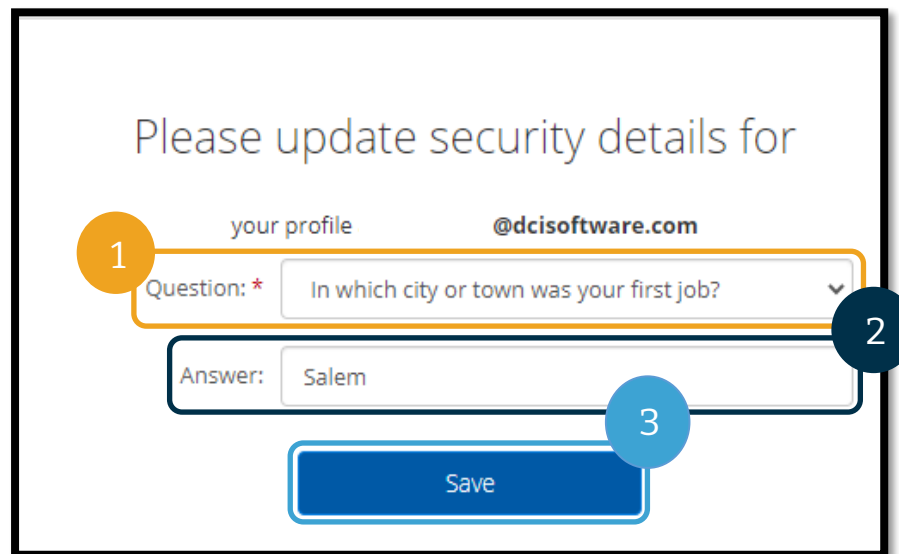 Please update security details for
your profile @dcisoftware.com
1
Question: * In which city or town was your first job?
2
Answer: Salem
3
Save